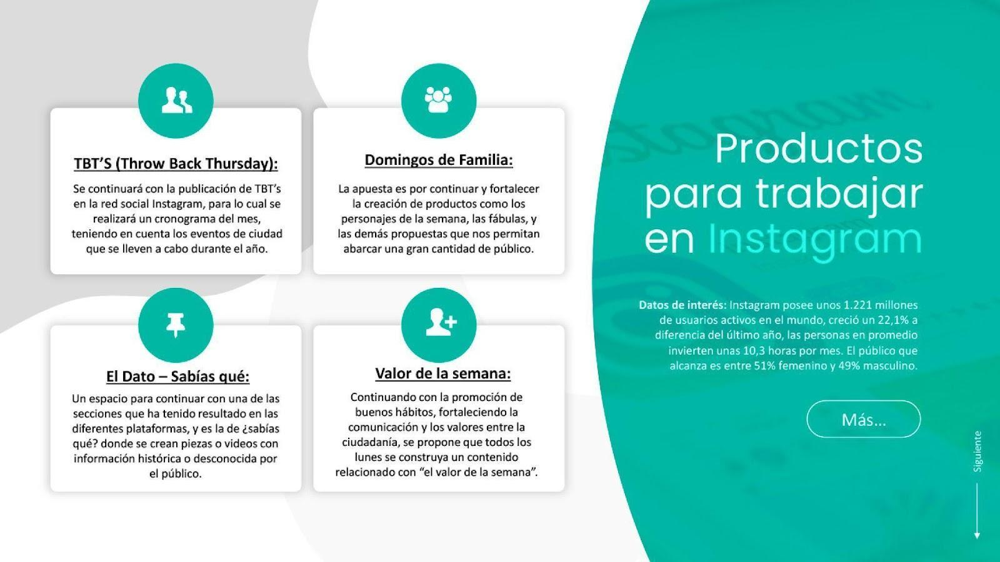 TBT’S (Throw Back Thursday):
Se continuará con la publicación de TBT’s
en la red social Instagram, para lo cual se
realizará un cronograma del mes,
teniendo en cuenta los eventos de ciudad
que se lleven a cabo durante el año.
Domingos de Familia:
La apuesta es por continuar y fortalecer
la creación de productos como los
personajes de la semana, las fábulas, y
las demás propuestas que nos permitan
abarcar una gran cantidad de público.
El Dato – Sabías qué:
Un espacio para continuar con una de las
secciones que ha tenido resultado en las
diferentes plataformas, y es la de ¿sabías
qué? donde se crean piezas o videos con
información histórica o desconocida por
el público.
Valor de la semana:
Continuando con la promoción de
buenos hábitos, fortaleciendo la
comunicación y los valores entre la
ciudadanía, se propone que todos los
lunes se construya un contenido
relacionado con “el valor de la semana”.
Productos
para trabajar
en Instagram
Datos de interés: Instagram posee unos 1.221 millones
de usuarios activos en el mundo, creció un 22,1% a
diferencia del último año, las personas en promedio
invierten unas 10,3 horas por mes. El público que
alcanza es entre 51% femenino y 49% masculino.
Más...
Siguiente